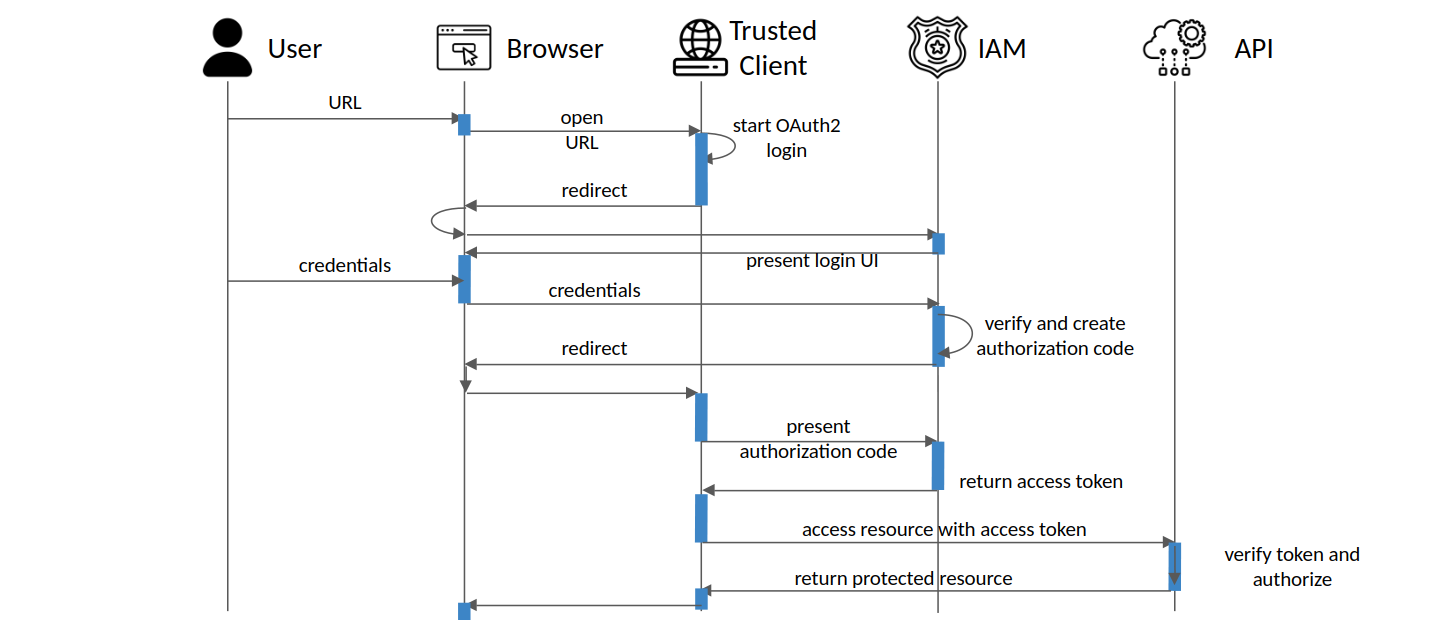 User
Browser
Trusted
Client
IAM
API
URL
open
URL
start OAuth2
login
redirect
present login UI
credentials
credentials
verify and create
authorization code
redirect
present
authorization code
return access token
access resource with access token
verify token and
authorize
return protected resource